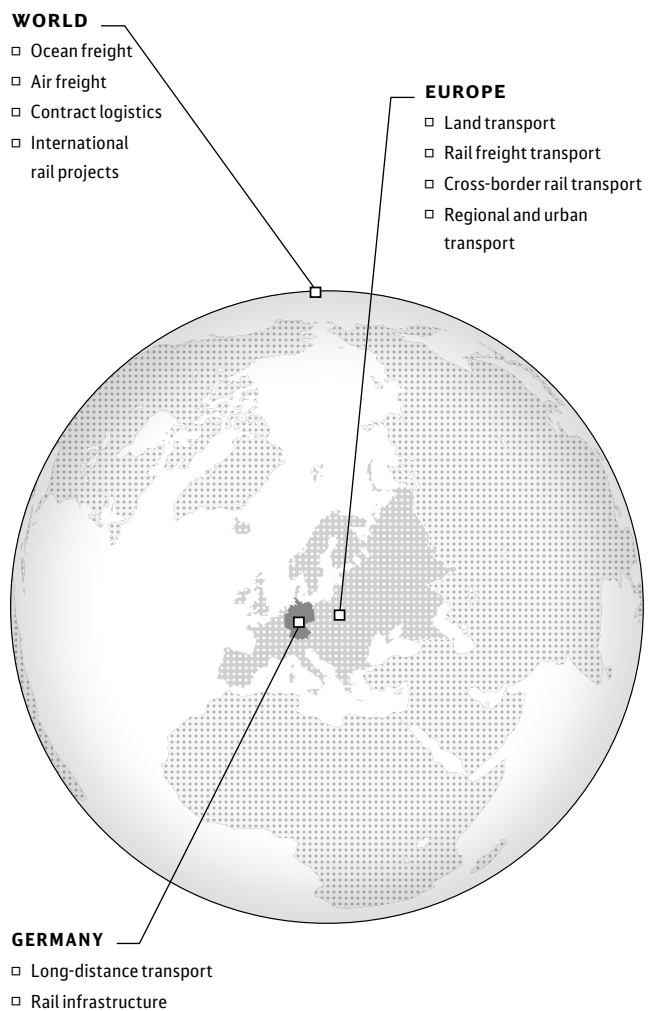 WORLD
Ocean freight
Air freight
Contract logistics
International
rail projects
EUROPE
Land transport
Rail freight transport
Cross-border rail transport
Regional and urban
transport
GERMANY
Long-distance transport
Rail infrastructure